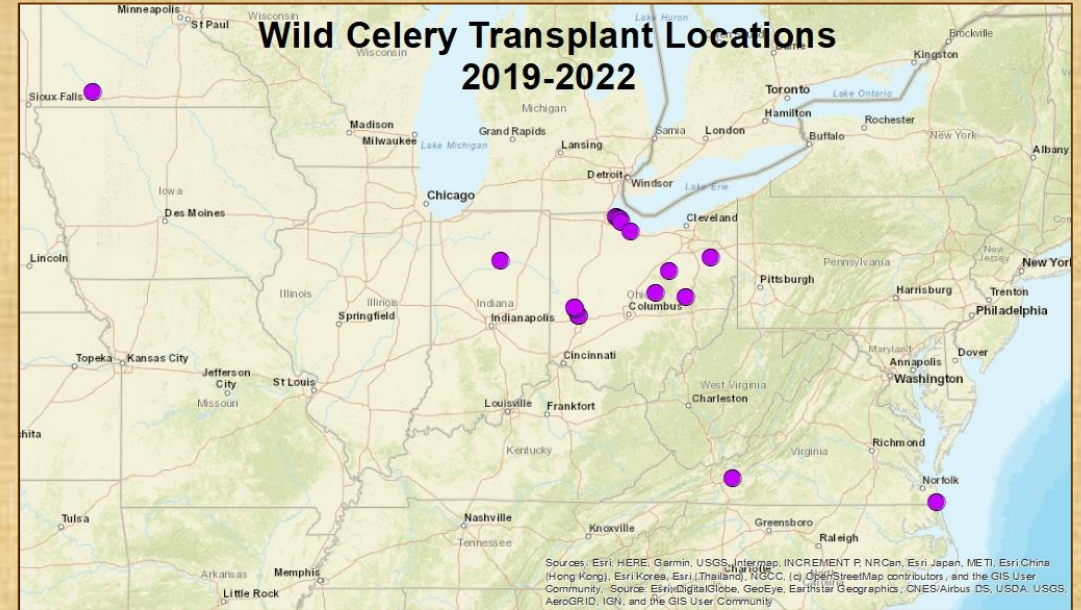 Wild Celery Transplant Locations
2019-2022
Minneapolis
St Paul
Wisconsin
Wisconsin
Lake Huron
Brockville
Kingston
Sioux Falls
Toronto
Lake Ontario
Hamilton
Michigan
Madison
Milwaukee
Lake Michigan
Grand Rapids
Lansing
Sarnia
London
Buffalo
Rochester
New York
Albany
Detroit
Windsor
Lake Erie
Iowa
Chicago
Des Moines
Cleveland
Lincoln
New Jersey
New York
Pennsylvania
Pittsburgh
Harrisburg
Trenton
Philadelphia
Illinois
Illinois
Springfield
Indiana
Indianapolis
Columbus
Topeka
Kansas City
Jefferson City
Missouri
St Louis
Cincinnati
Maryland
Annapolis
Dover
Washington
West Virginia
Charleston
Louisville
Frankfort
Kentucky
Virginia
Richmond
Norfolk
chita
Tulsa
Nashville
Tennessee
Knoxville
Greensboro
Raleigh
Charlotte
Arkansas
Memphis
Little Rock
Sources: Esri, HERE, Garmin, USGS, Intermap, INCREMENT P, NRCan, Esri Japan, METI, Esri China
(Hong Kong), Esri Korea, Esri (Thailand), NGCC, (c) OpenStreetMap contributors, and the GIS User
Community, Source: Esri, DigitalGlobe, GeoEye, Earthstar Geographics, CNES/Airbus DS, USDA, USGS,
AeroGRID, IGN, and the GIS User Community